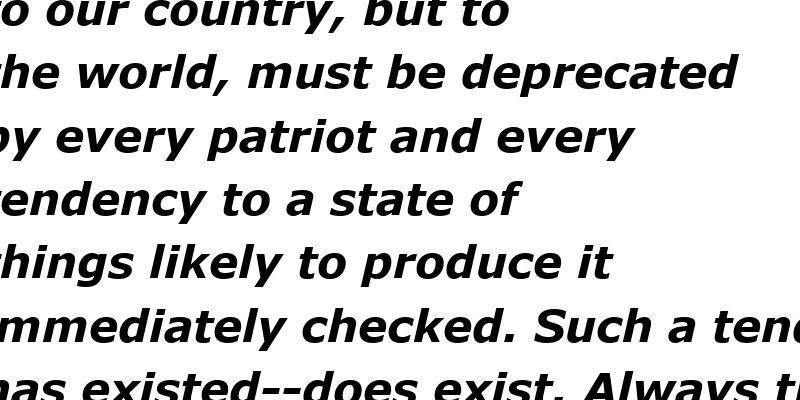 to our country, but to
the world, must be deprecated
by every patriot and every
tendency to a state of
things likely to produce it
immediately checked. Such a
has existed--does exist. Always